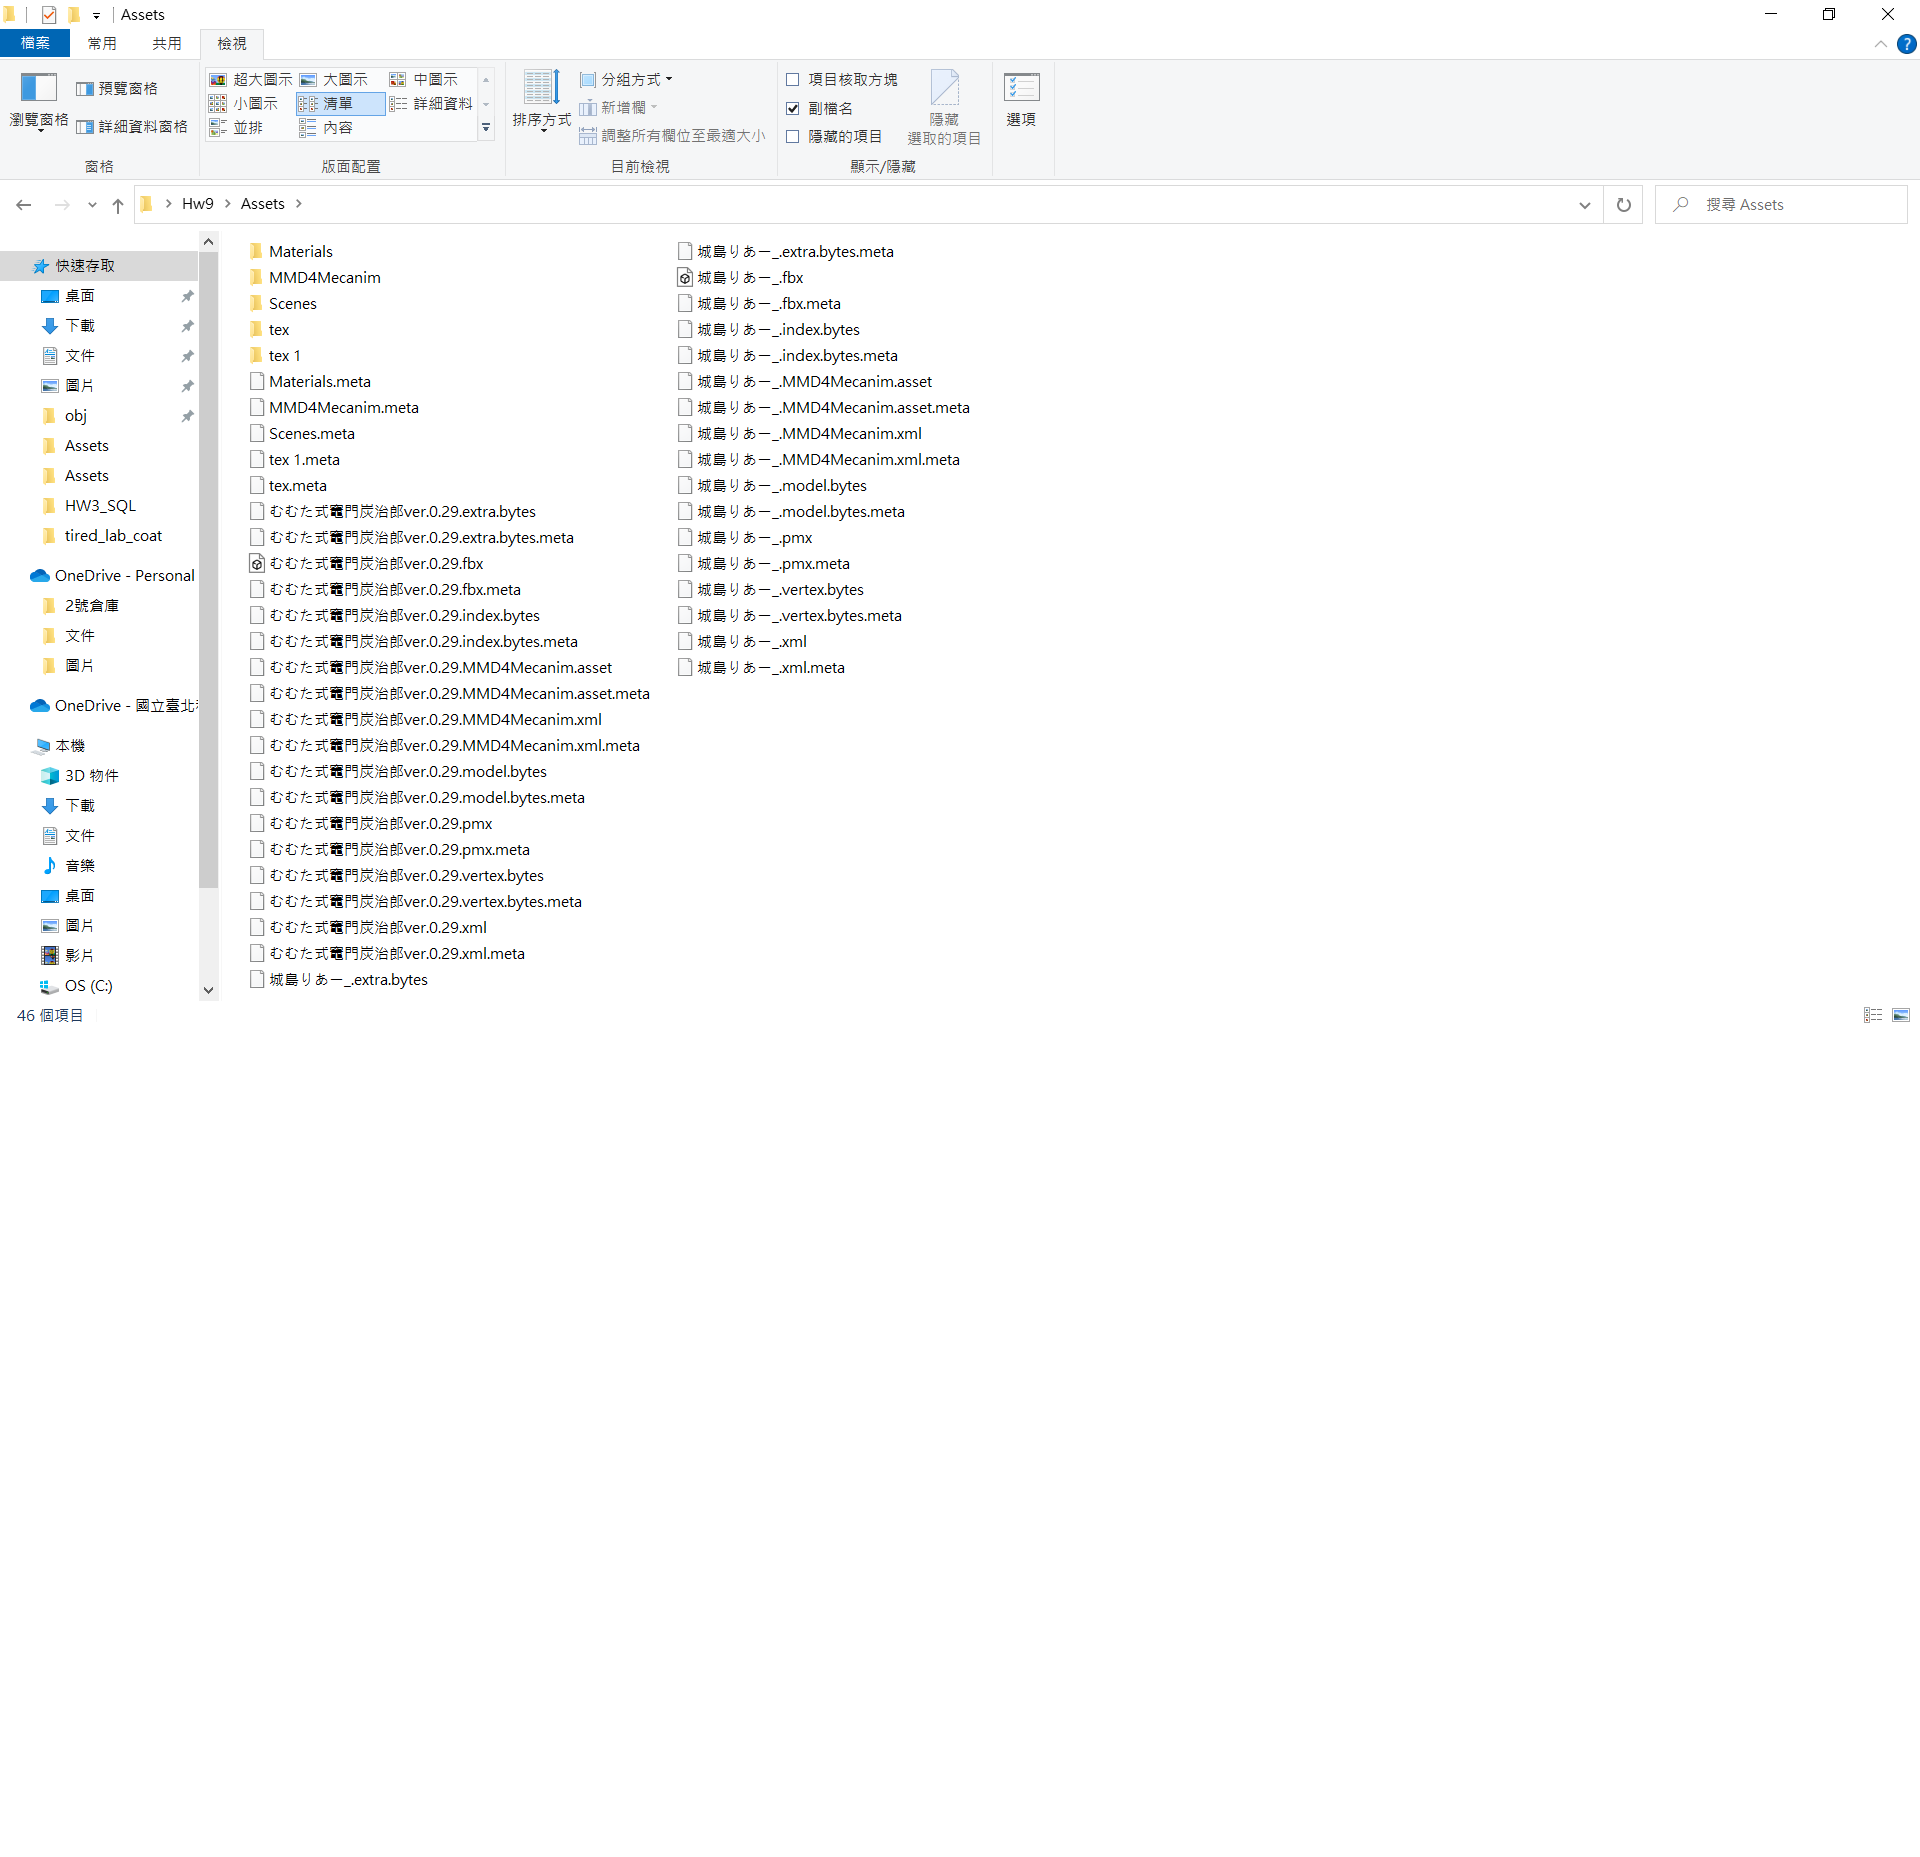 Assets
檔案 常用 共用 檢視
瀏覽窗格
預覽窗格
詳細資料窗格
窗格
超大圖示 大圖示 中圖示
小圖示 清單 詳細資料
並排 內容
版面配置
排序方式
分組方式
新增欄
調整所有欄位至最適大小
目前檢視
項目核取方塊
副檔名
隱藏的項目
隱藏
選取的項目
顯示/隱藏
選項
Hw9 Assets
搜尋 Assets
快速存取
桌面
下載
文件
圖片
obj
Assets
Assets
HW3_SQL
tired_lab_coat
OneDrive - Personal
2號倉庫
文件
圖片
OneDrive - 國立臺北
本機
3D 物件
下載
文件
音樂
桌面
圖片
影片
OS (C:)
Materials
MMD4Mecanim
Scenes
tex
tex 1
Materials.meta
MMD4Mecanim.meta
Scenes.meta
tex 1.meta
tex.meta
むむた式竈門炭治郎ver.0.29.extra.bytes
むむた式竈門炭治郎ver.0.29.extra.bytes.meta
むむた式竈門炭治郎ver.0.29.fbx
むむた式竈門炭治郎ver.0.29.fbx.meta
むむた式竈門炭治郎ver.0.29.index.bytes
むむた式竈門炭治郎ver.0.29.index.bytes.meta
むむた式竈門炭治郎ver.0.29.MMD4Mecanim.asset
むむた式竈門炭治郎ver.0.29.MMD4Mecanim.asset.meta
むむた式竈門炭治郎ver.0.29.MMD4Mecanim.xml
むむた式竈門炭治郎ver.0.29.MMD4Mecanim.xml.meta
むむた式竈門炭治郎ver.0.29.model.bytes
むむた式竈門炭治郎ver.0.29.model.bytes.meta
むむた式竈門炭治郎ver.0.29.pmx
むむた式竈門炭治郎ver.0.29.pmx.meta
むむた式竈門炭治郎ver.0.29.vertex.bytes
むむた式竈門炭治郎ver.0.29.vertex.bytes.meta
むむた式竈門炭治郎ver.0.29.xml
むむた式竈門炭治郎ver.0.29.xml.meta
城島りあー_.extra.bytes
城島りあー_.extra.bytes.meta
城島りあー_.fbx
城島りあー_.fbx.meta
城島りあー_.index.bytes
城島りあー_.index.bytes.meta
城島りあー_.MMD4Mecanim.asset
城島りあー_.MMD4Mecanim.asset.meta
城島りあー_.MMD4Mecanim.xml
城島りあー_.MMD4Mecanim.xml.meta
城島りあー_.model.bytes
城島りあー_.model.bytes.meta
城島りあー_.pmx
城島りあー_.pmx.meta
城島りあー_.vertex.bytes
城島りあー_.vertex.bytes.meta
城島りあー_.xml
城島りあー_.xml.meta
46 個項目